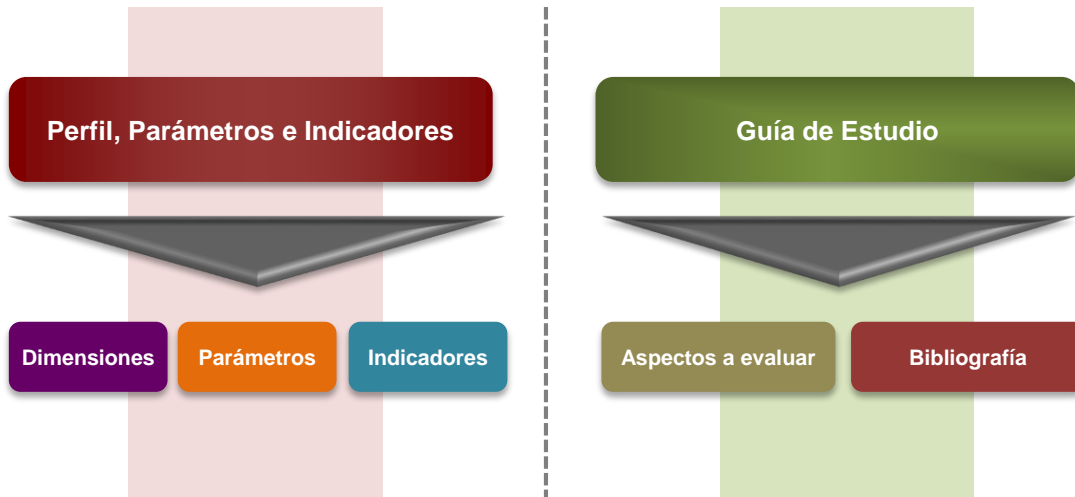 Perfil, Parámetros e Indicadores
Dimensiones
Parámetros
Indicadores
Guía de Estudio
Aspectos a evaluar
Bibliografía